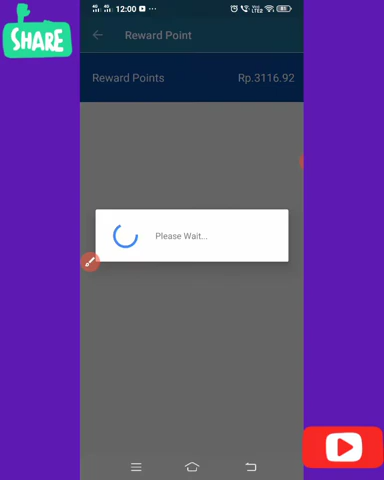 SHARE
12:00
Reward Point
Reward Points Rp.3116.92
Please Wait...